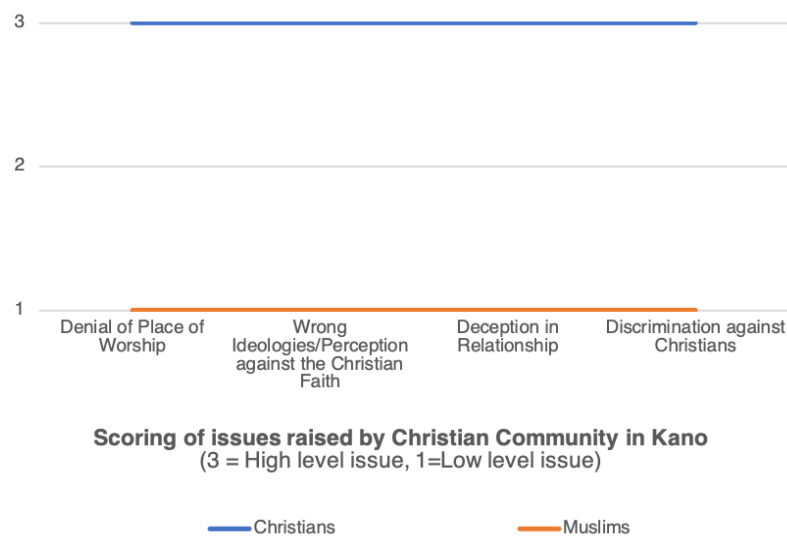 3
2
1
Denial of Place of
Worship
Wrong
Ideologies/Perception
against the Christian
Faith
Deception in
Relationship
Discrimination against
Christians
Scoring of issues raised by Christian Community in Kano
(3 = High level issue, 1=Low level issue)
Christians
Muslims